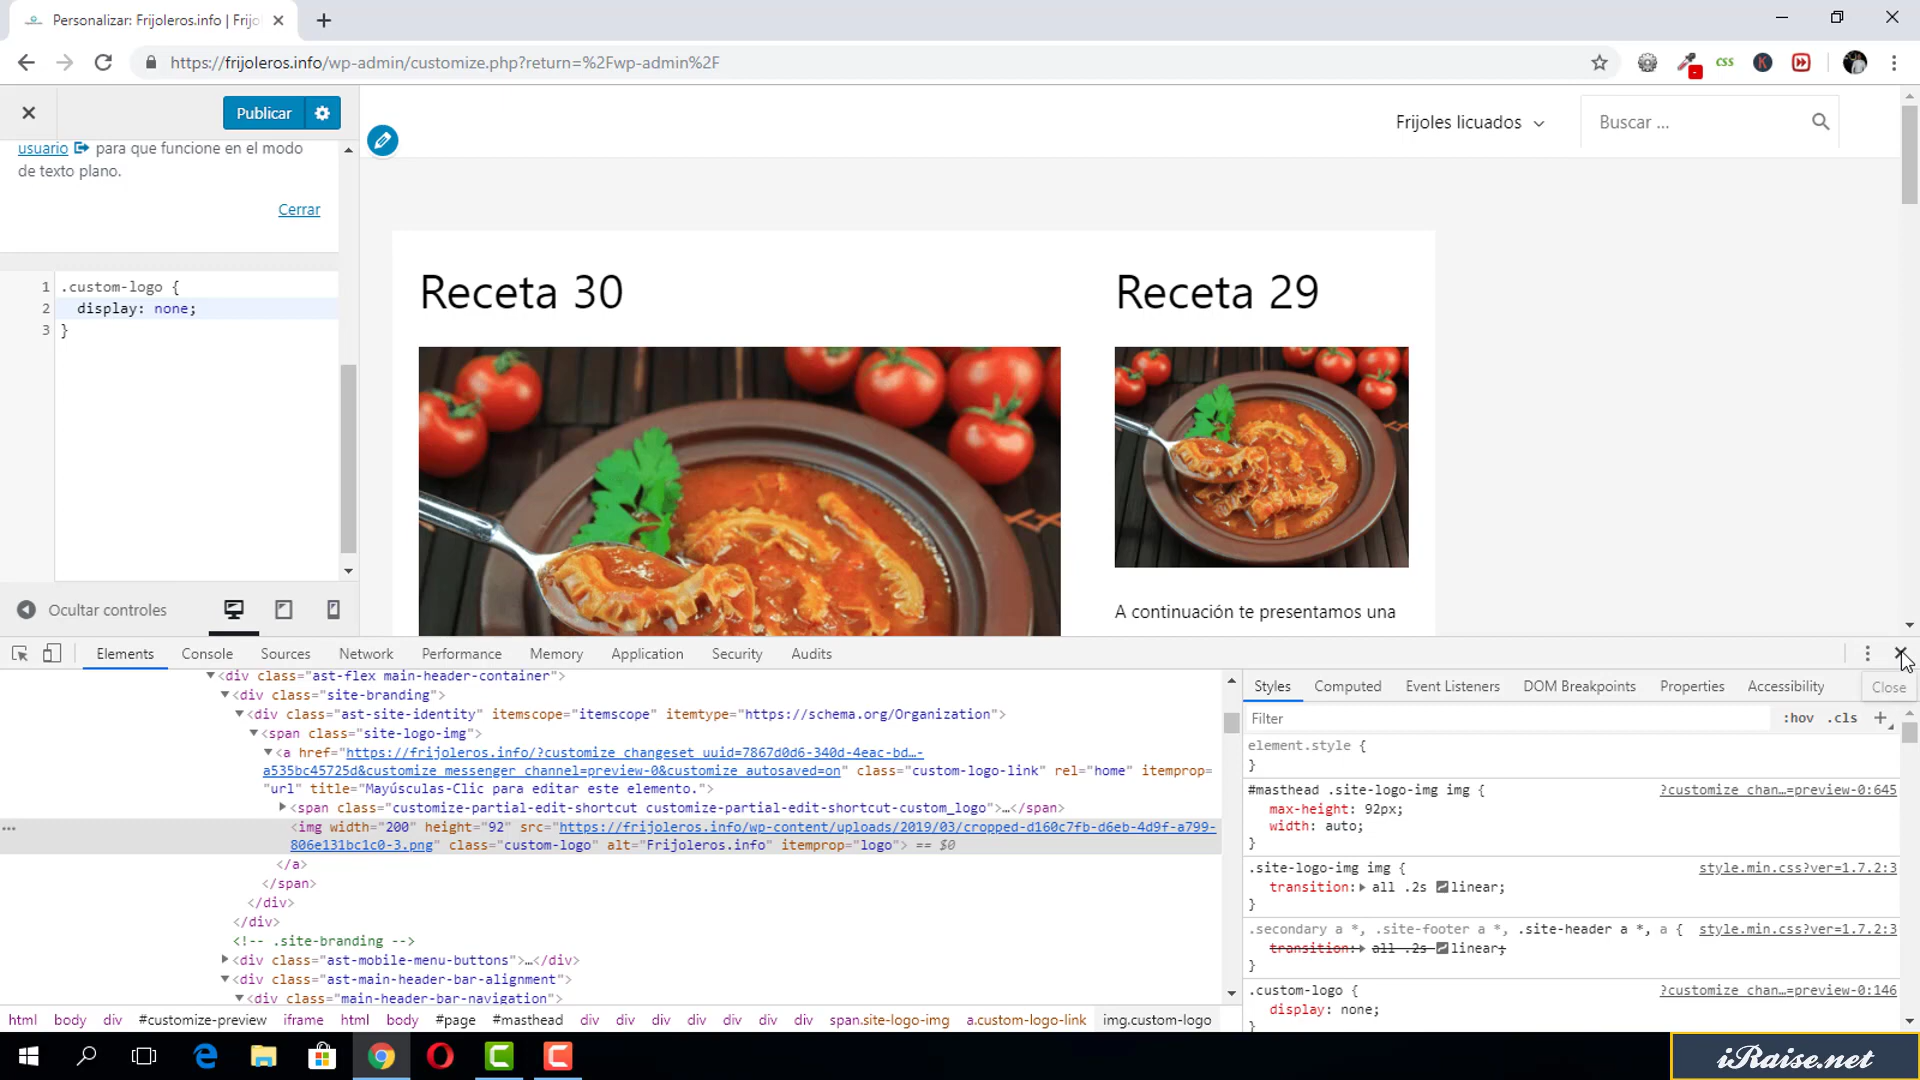 Personalizar: Frijoleros.info | Frijo
https://frijoleros.info/wp-admin/customize.php?return=%2Fwp-admin%2F
css
K
Publicar
usuario para que funcione en el modo
de texto plano.
Cerrar
1 .custom-logo {
2 display: none;
3 }
Ocultar controles
Frijoles licuados
Buscar ...
Receta 30
Receta 29
A continuación te presentamos una
Elements Console Sources Network Performance Memory Application Security Audits
Close
<div class="ast-flex main-header-container">
<div class="site-branding">
<div class="ast-site-identity" itemscope="itemscope" itemtype="https://schema.org/Organization">
<span class="site-logo-img">
<a href="https://frijoleros.info/?customize_changeset_uuid=7867d0d6-340d-4eac-bd…-
a535bc45725d&customize_messenger_channel=preview-0&customize_autosaved=on" class="custom-logo-link" rel="home" itemprop=
"url" title="Mayúsculas-Clic para editar este elemento.">
<span class="customize-partial-edit-shortcut customize-partial-edit-shortcut-custom_logo">…</span>
<img width="200" height="92" src="https://frijoleros.info/wp-content/uploads/2019/03/cropped-d160c7fb-d6eb-4d9f-a799-
806e131bc1c0-3.png" class="custom-logo" alt="Frijoleros.info" itemprop="logo"> == $0
</a>
</span>
</div>
</div>
<!-- .site-branding -->
<div class="ast-mobile-menu-buttons">…</div>
<div class="ast-main-header-bar-alignment">
<div class="main-header-bar-navigation">
html body div #customize-preview iframe html body #page #masthead div div div div div div div span.site-logo-img a.custom-logo-link img.custom-logo
Styles Computed Event Listeners DOM Breakpoints Properties Accessibility
Filter :hov .cls +
element.style {
}
#masthead .site-logo-img img { ?customize_chan…=preview-0:645
max-height: 92px;
width: auto;
}
.site-logo-img img { style.min.css?ver=1.7.2:3
transition: all .2s linear;
}
.secondary a *, .site-footer a *, .site-header a *, a { style.min.css?ver=1.7.2:3
transition: all .2s linear;
}
.custom-logo { ?customize_chan…=preview-0:146
display: none;
}
iRaise.net